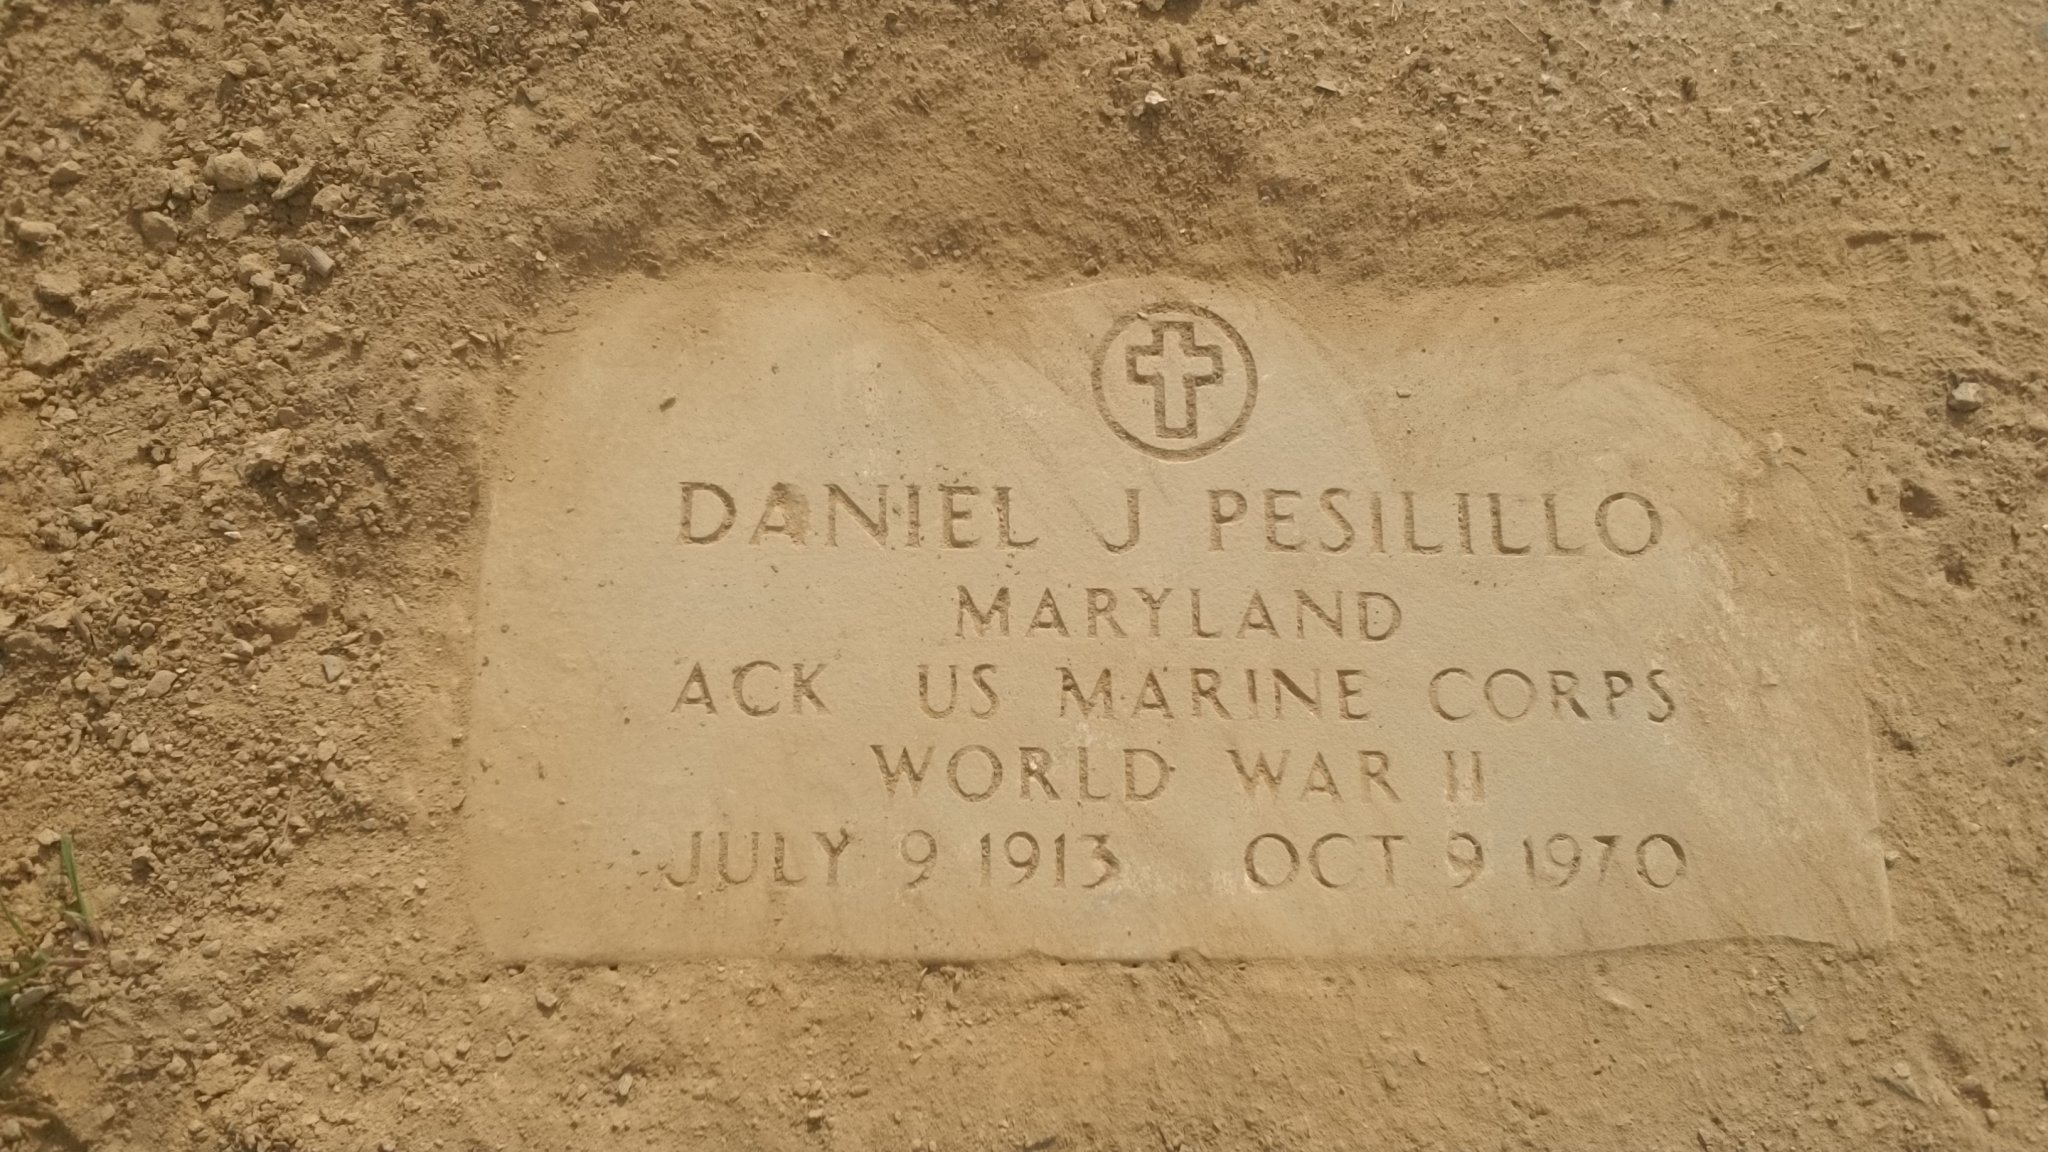 DANIEL J PESILILLO
MARYLAND
ACK US MARINE CORPS
WORLD WAR II
JULY 9 1913 OCT 9 1970